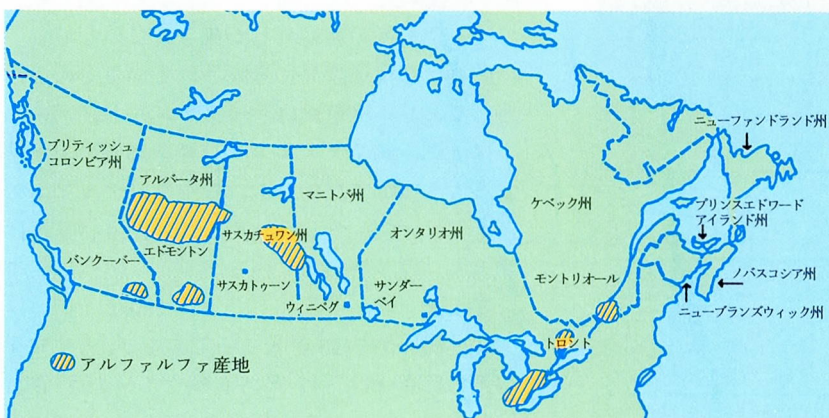 ニューファンドランド州
ブリティッシュ
コロンビア州
アルバータ州
マニトバ州
ケベック州
プリンスエドワード
アイランド州
サスカチュワン州
オンタリオ州
エドモントン
バンクーバー
モントリオール
ノバスコシア州
サスカトゥーン
サンダー
ベイ
ウィニペグ
ニューブランズウィック州
トロント
アルファルファ産地